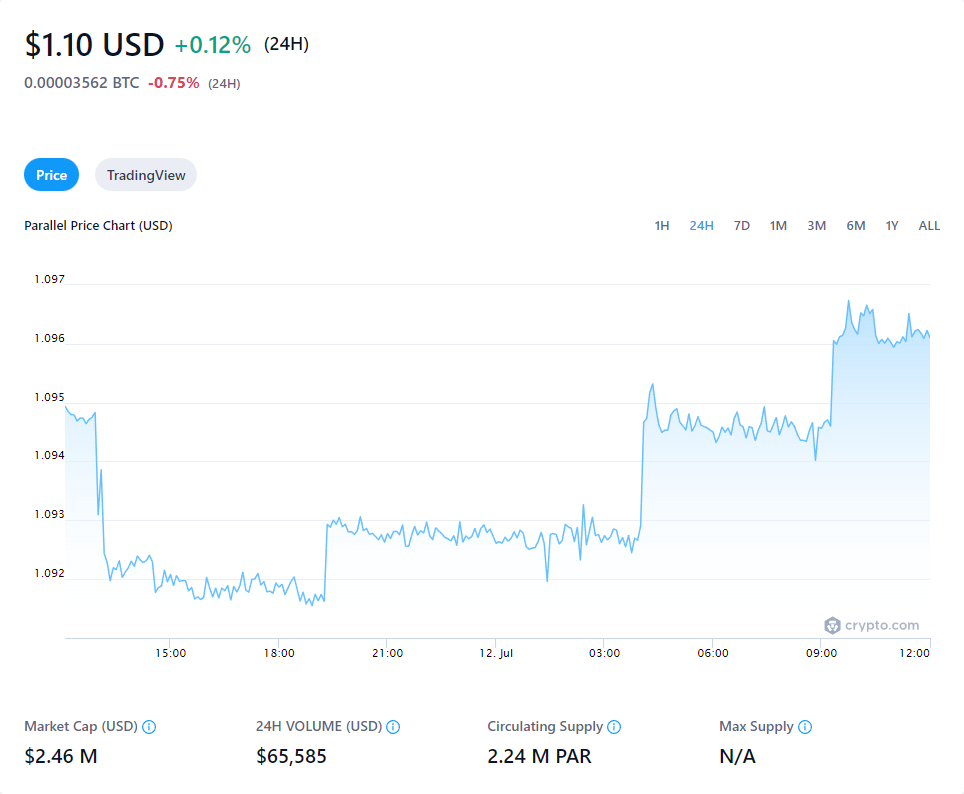 $1.10 USD +0.12% (24H)
0.00003562 BTC -0.75% (24H)
Price TradingView
Parallel Price Chart (USD) 1H 24H 7D 1M 3M 6M 1Y ALL
1.097
1.096
1.095
1.094
1.093
1.092
crypto.com
15:00 18:00 21:00 12. Jul 03:00 06:00 09:00 12:00
Market Cap (USD) 24H VOLUME (USD) Circulating Supply Max Supply
$2.46 M $65,585 2.24 M PAR N/A